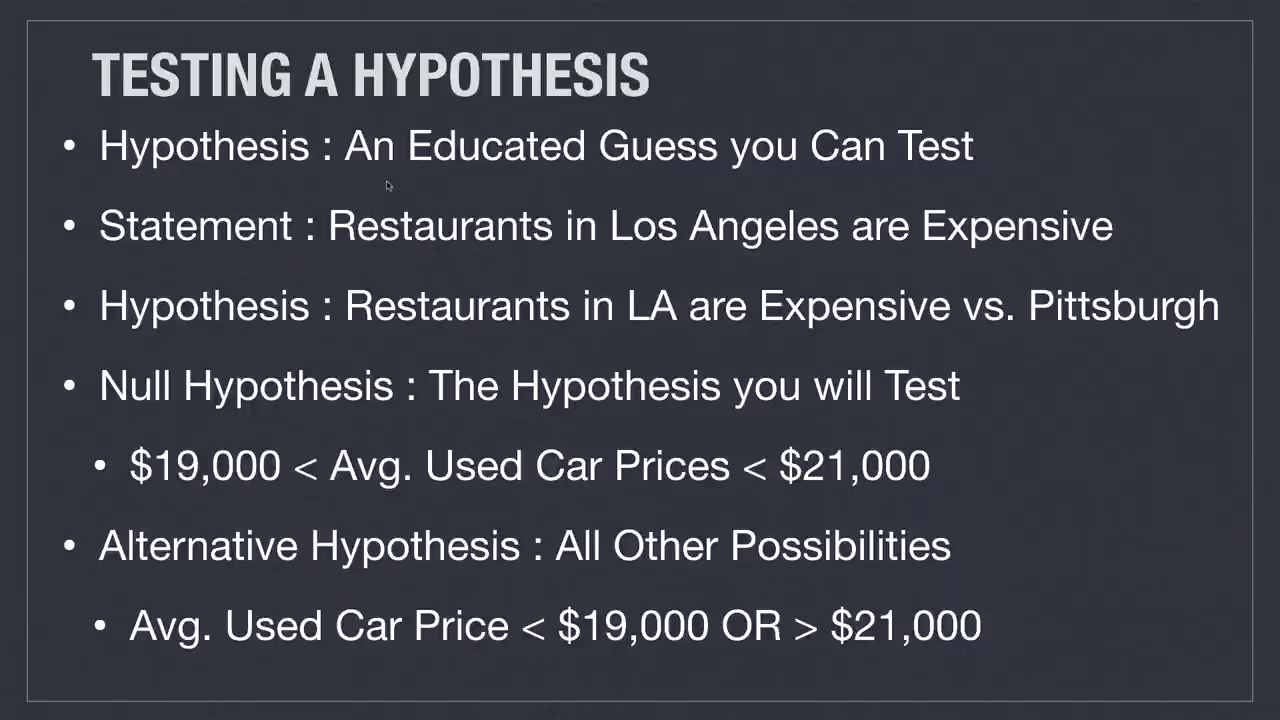 TESTING A HYPOTHESIS
• Hypothesis : An Educated Guess you Can Test
• Statement : Restaurants in Los Angeles are Expensive
• Hypothesis : Restaurants in LA are Expensive vs. Pittsburgh
• Null Hypothesis : The Hypothesis you will Test
• $19,000 < Avg. Used Car Prices < $21,000
• Alternative Hypothesis : All Other Possibilities
• Avg. Used Car Price < $19,000 OR > $21,000